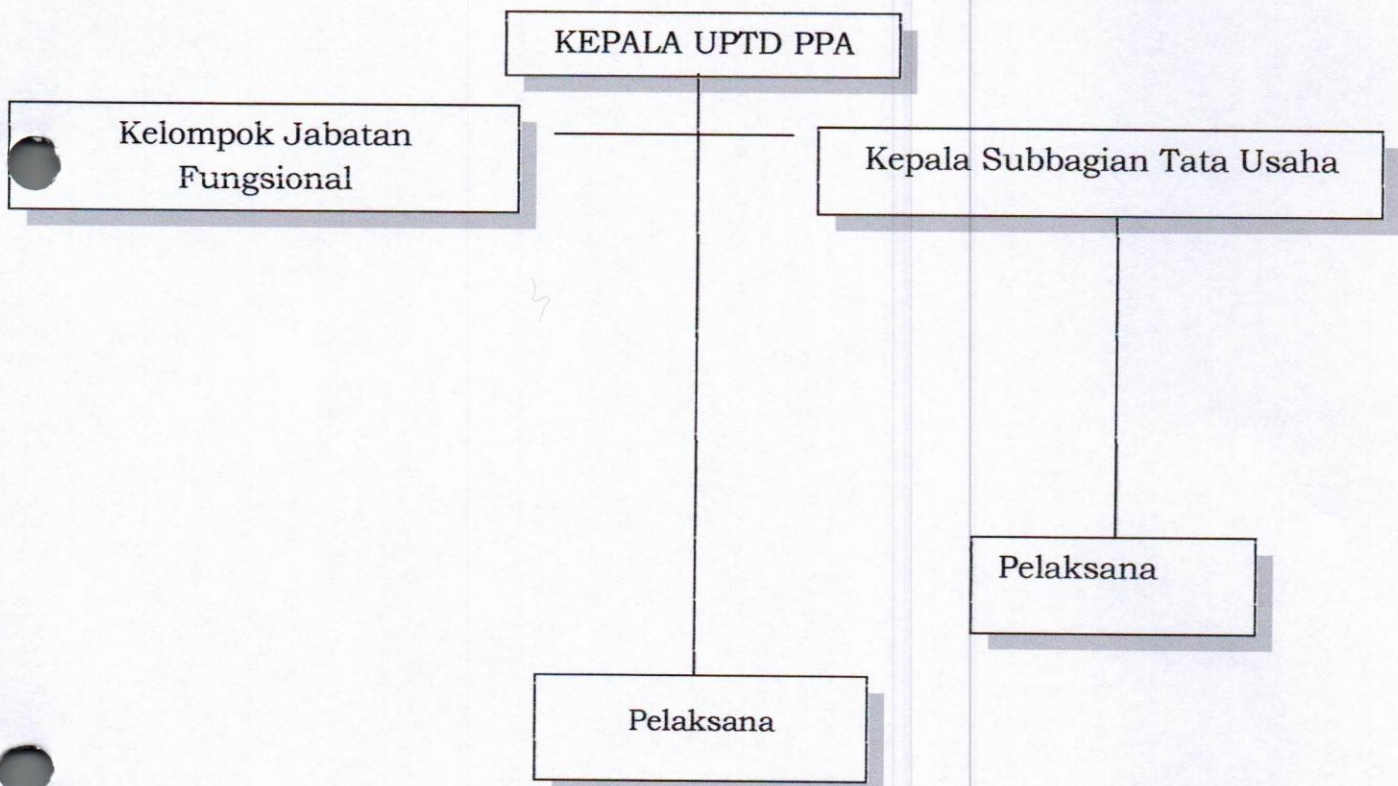 KEPALA UPTD PPA
Kelompok Jabatan
Fungsional
Kepala Subbagian Tata Usaha
Pelaksana
Pelaksana